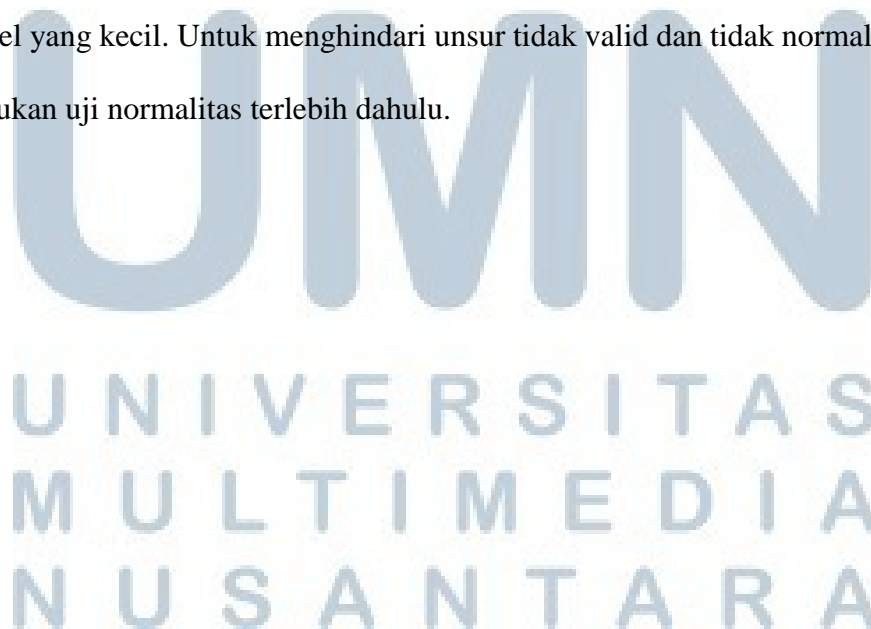 el yang kecil. Untuk menghindari unsur tidak valid dan tidak normal
ukan uji normalitas terlebih dahulu.
UMN
UNIVERSITAS
MULTIMEDIA
NUSANTARA